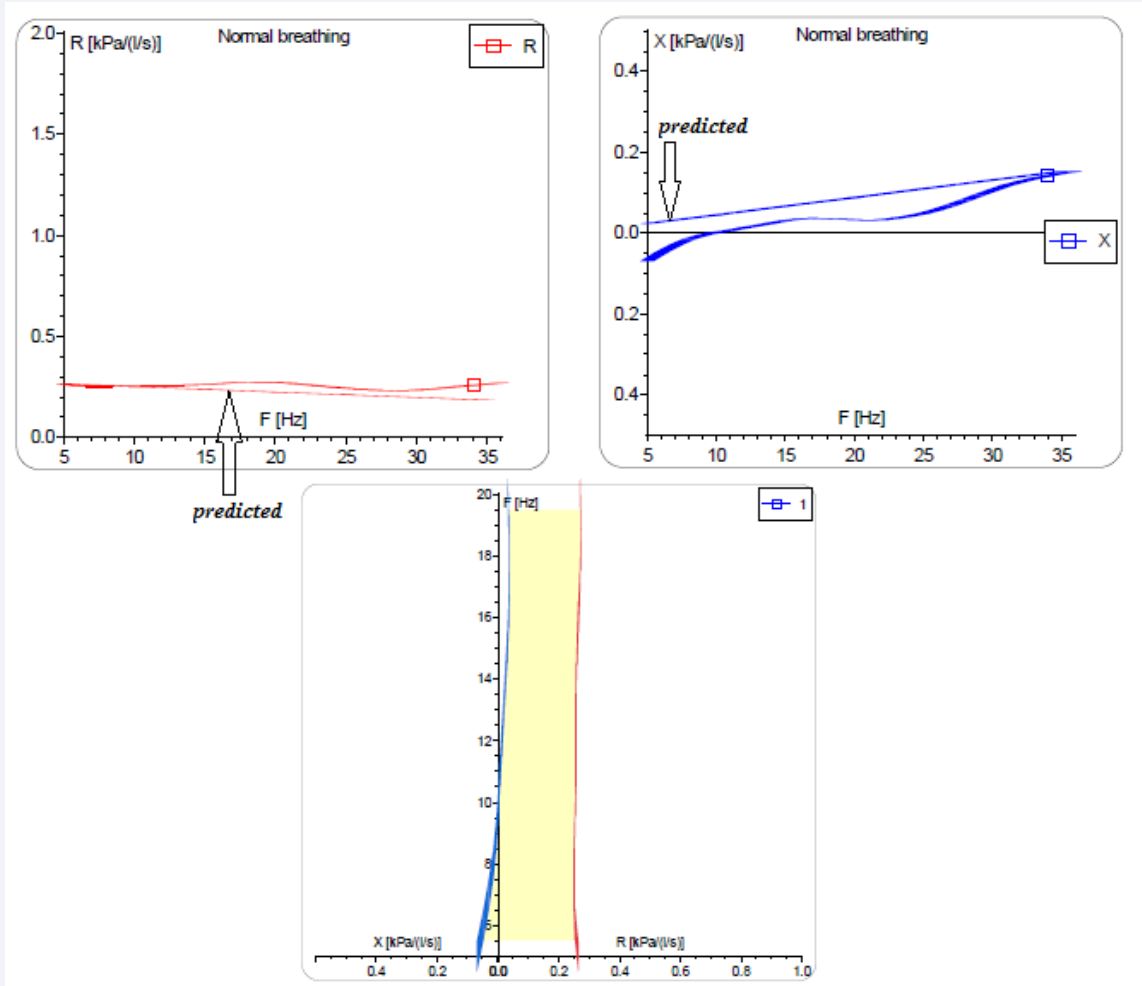 R [kPa/(l/s)]
Normal breathing
R
2.0
1.5
1.0
0.5
0.0
F [Hz]
5 10 15 20 25 30 35
predicted
X [kPa/(l/s)]
Normal breathing
predicted
0.4
0.2
0.0
0.2
0.4
X
F [Hz]
5 10 15 20 25 30 35
F [Hz]
1
20
18
16
14
12
10
8
6
X [kPa/(l/s)] R [kPa/(l/s)]
0.4 0.2 0.0 0.2 0.4 0.6 0.8 1.0